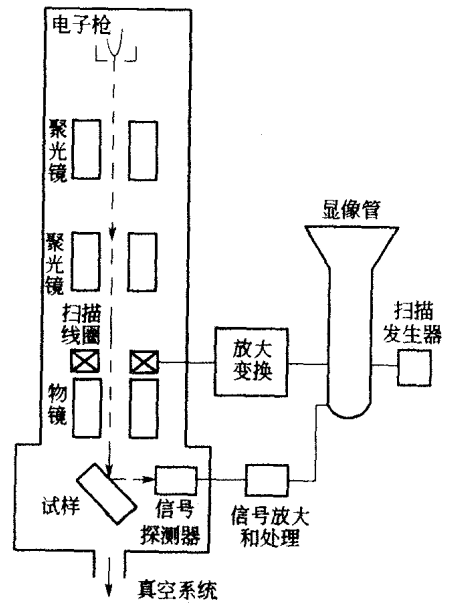 电子枪
聚
光
镜
聚
光
镜
扫描
线圈
物
镜
试样
信号
探测器
真空系统
放大
变换
信号放大
和处理
显像管
扫描
发生器